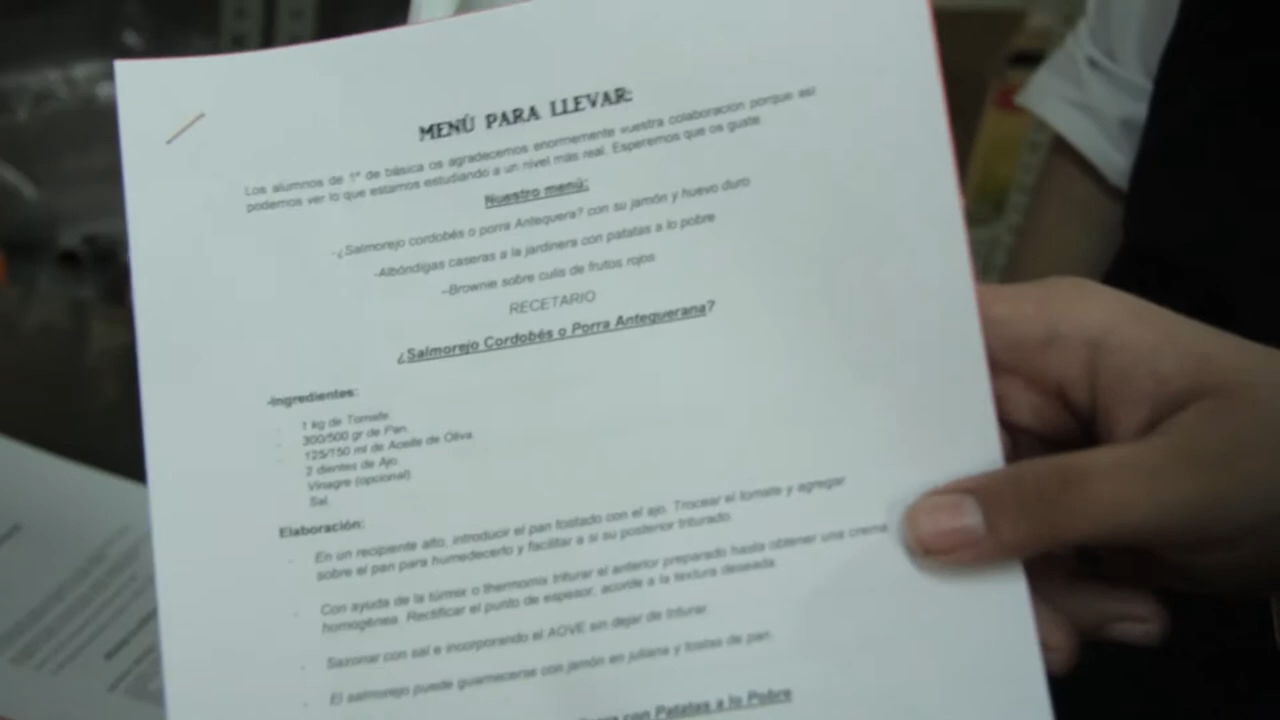 MENÚ PARA LLEVAR:
Los alumnos de 1º de básica os agradecemos enormemente vuestra colaboración porque así
podemos ver lo que estamos estudiando a un nivel más real. Esperemos que os guste.
Nuestro menú:
-¿Salmorejo cordobés o porra Antequera? con su jamón y huevo duro
-Albóndigas caseras a la jardinera con patatas a lo pobre
-Brownie sobre culis de frutos rojos
RECETARIO
¿Salmorejo Cordobés o Porra Antequerana?
-Ingredientes:
1 kg de Tomate.
300/500 gr de Pan.
125/150 ml de Aceite de Oliva.
2 dientes de Ajo.
Vinagre (opcional)
Sal.
Elaboración:
En un recipiente alto, introducir el pan tostado con el ajo. Trocear el tomate y agregar
sobre el pan para humedecerlo y facilitar a si su posterior triturado.
Con ayuda de la túrmix o thermomix triturar el anterior preparado hasta obtener una crema
homogénea. Rectificar el punto de espesor, acorde a la textura deseada.
Sazonar con sal e incorporando el AOVE sin dejar de triturar.
El salmorejo puede guarnecerse con jamón en juliana y tostas de pan.
con Patatas a lo Pobre